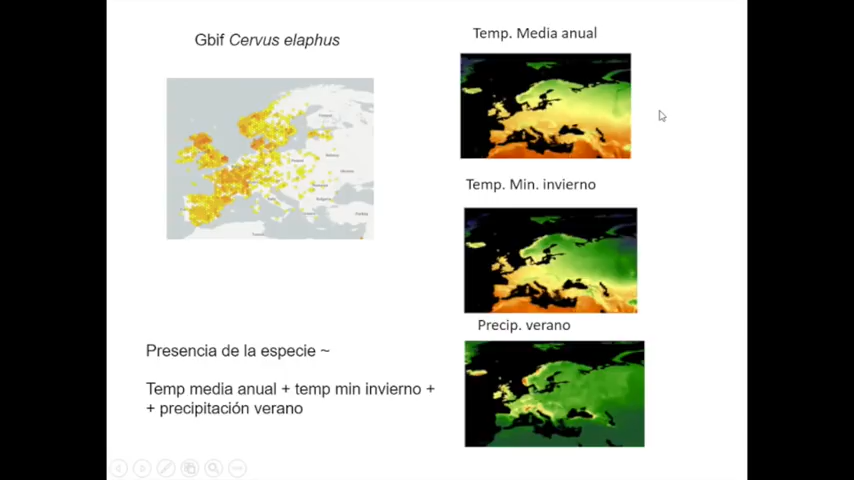 Gbif Cervus elaphus
Temp. Media anual
Temp. Min. invierno
Precip. verano
Presencia de la especie ~
Temp media anual + temp min invierno +
+ precipitación verano